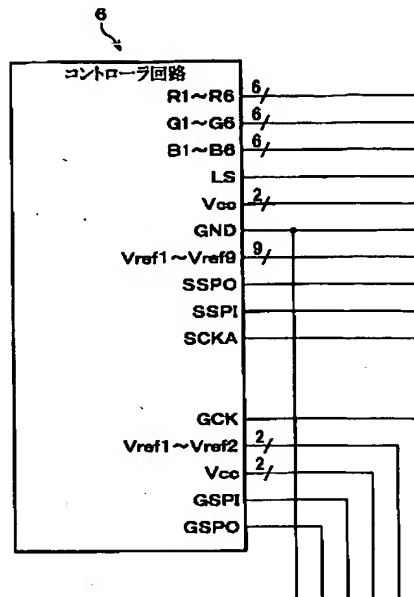 6
コントローラ回路
R1~R6 6/
G1~G6 6/
B1~B6 6/
LS
Vcc 2/
GND
Vref1~Vref9 9/
SSPO
SSPI
SCKA
GCK
Vref1~Vref2 2/
Vcc 2/
GSPI
GSPO